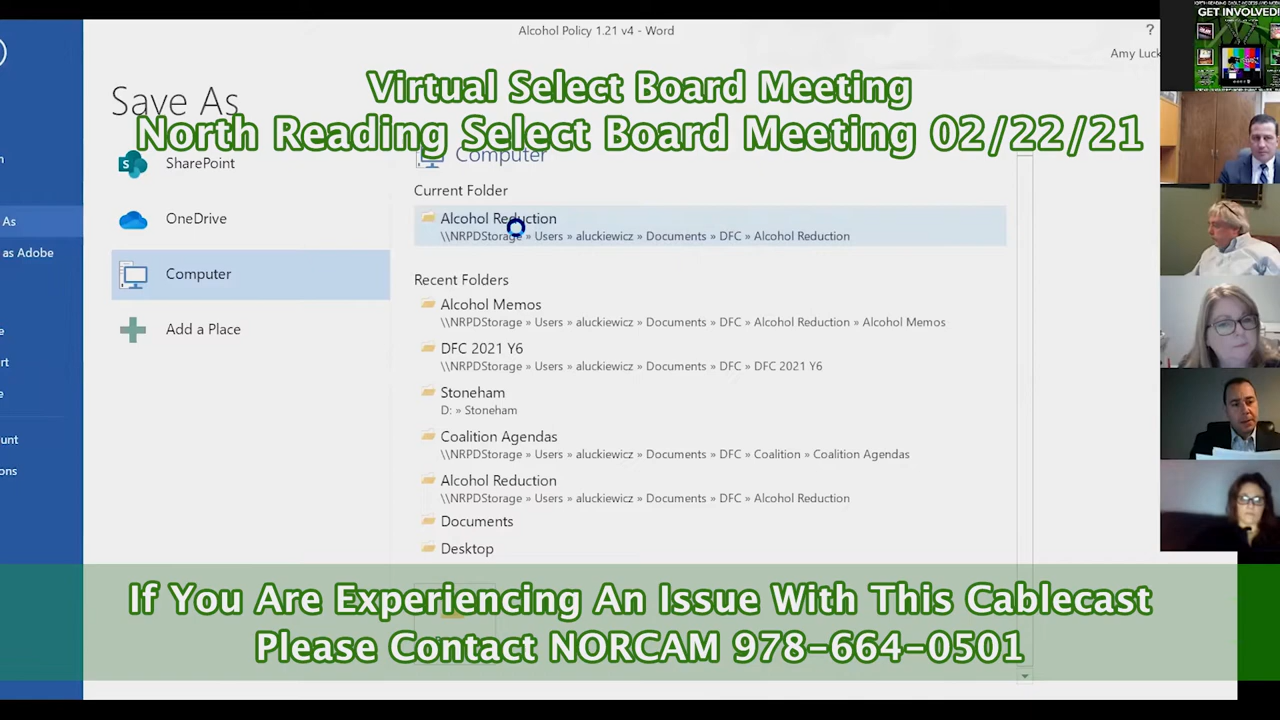 Alcohol Policy 1.21 v4 - Word
?
GET INVOLVED!
Amy Luck
Virtual Select Board Meeting
North Reading Select Board Meeting 02/22/21
Save As
SharePoint
OneDrive
Computer
Add a Place
As
as Adobe
Computer
Current Folder
Alcohol Reduction
\\NRPDStorage » Users » aluckiewicz » Documents » DFC » Alcohol Reduction
Recent Folders
Alcohol Memos
\\NRPDStorage » Users » aluckiewicz » Documents » DFC » Alcohol Reduction » Alcohol Memos
DFC 2021 Y6
\\NRPDStorage » Users » aluckiewicz » Documents » DFC » DFC 2021 Y6
Stoneham
D: » Stoneham
Coalition Agendas
\\NRPDStorage » Users » aluckiewicz » Documents » DFC » Coalition » Coalition Agendas
Alcohol Reduction
\\NRPDStorage » Users » aluckiewicz » Documents » DFC » Alcohol Reduction
Documents
Desktop
If You Are Experiencing An Issue With This Cablecast
Please Contact NORCAM 978-664-0501